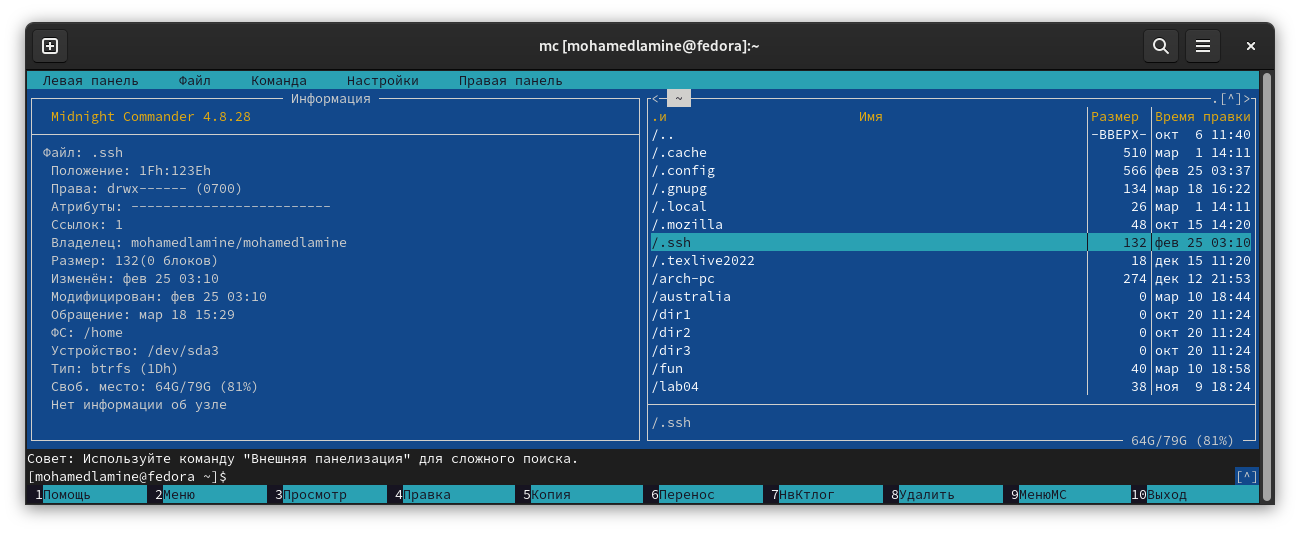 mc [mohamedlamine@fedora]:~
Левая панель Файл Команда Настройки Правая панель
Информация
Midnight Commander 4.8.28
Файл: .ssh
Положение: 1Fh:123Eh
Права: drwx------ (0700)
Атрибуты: -------------------------
Ссылок: 1
Владелец: mohamedlamine/mohamedlamine
Размер: 132(0 блоков)
Изменён: фев 25 03:10
Модифицирован: фев 25 03:10
Обращение: мар 18 15:29
ФС: /home
Устройство: /dev/sda3
Тип: btrfs (1Dh)
Своб. место: 64G/79G (81%)
Нет информации об узле
<- ~ .[^]>
.и Имя Размер Время правки
/.. -ВВЕРХ- окт 6 11:40
/.cache 510 мар 1 14:11
/.config 566 фев 25 03:37
/.gnupg 134 мар 18 16:22
/.local 26 мар 1 14:11
/.mozilla 48 окт 15 14:20
/.ssh 132 фев 25 03:10
/.texlive2022 18 дек 15 11:20
/arch-pc 274 дек 12 21:53
/australia 0 мар 10 18:44
/dir1 0 окт 20 11:24
/dir2 0 окт 20 11:24
/dir3 0 окт 20 11:24
/fun 40 мар 10 18:58
/lab04 38 ноя 9 18:24
/.ssh
64G/79G (81%)
Совет: Используйте команду "Внешняя панелизация" для сложного поиска.
[mohamedlamine@fedora ~]$ [^]
1Помощь 2Меню 3Просмотр 4Правка 5Копия 6Перенос 7НвКтлог 8Удалить 9МенюМС 10Выход